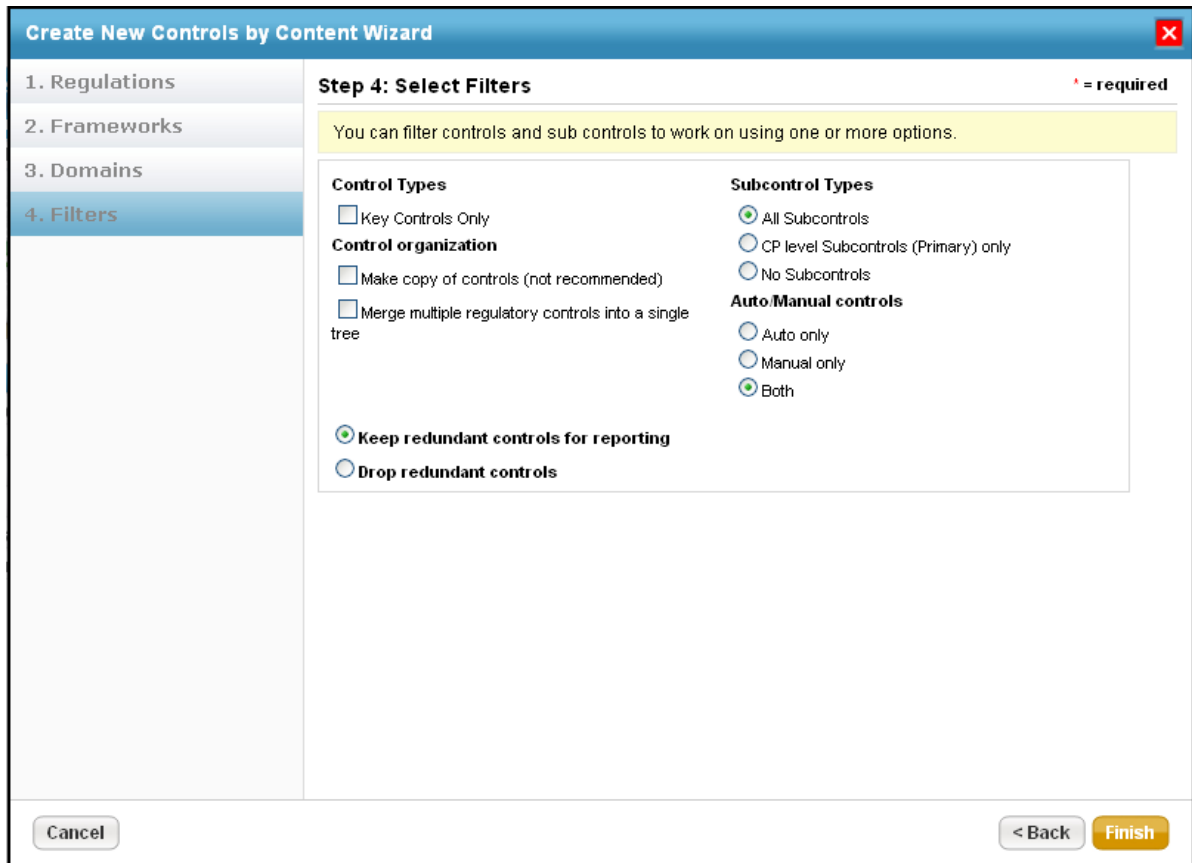 Create New Controls by Content Wizard
1. Regulations
2. Frameworks
3. Domains
4. Filters
Step 4: Select Filters
* = required
You can filter controls and sub controls to work on using one or more options.
Control Types
Key Controls Only
Control organization
Make copy of controls (not recommended)
Merge multiple regulatory controls into a single
tree
Subcontrol Types
All Subcontrols
CP level Subcontrols (Primary) only
No Subcontrols
Auto/Manual controls
Auto only
Manual only
Both
Keep redundant controls for reporting
Drop redundant controls
Cancel
< Back
Finish